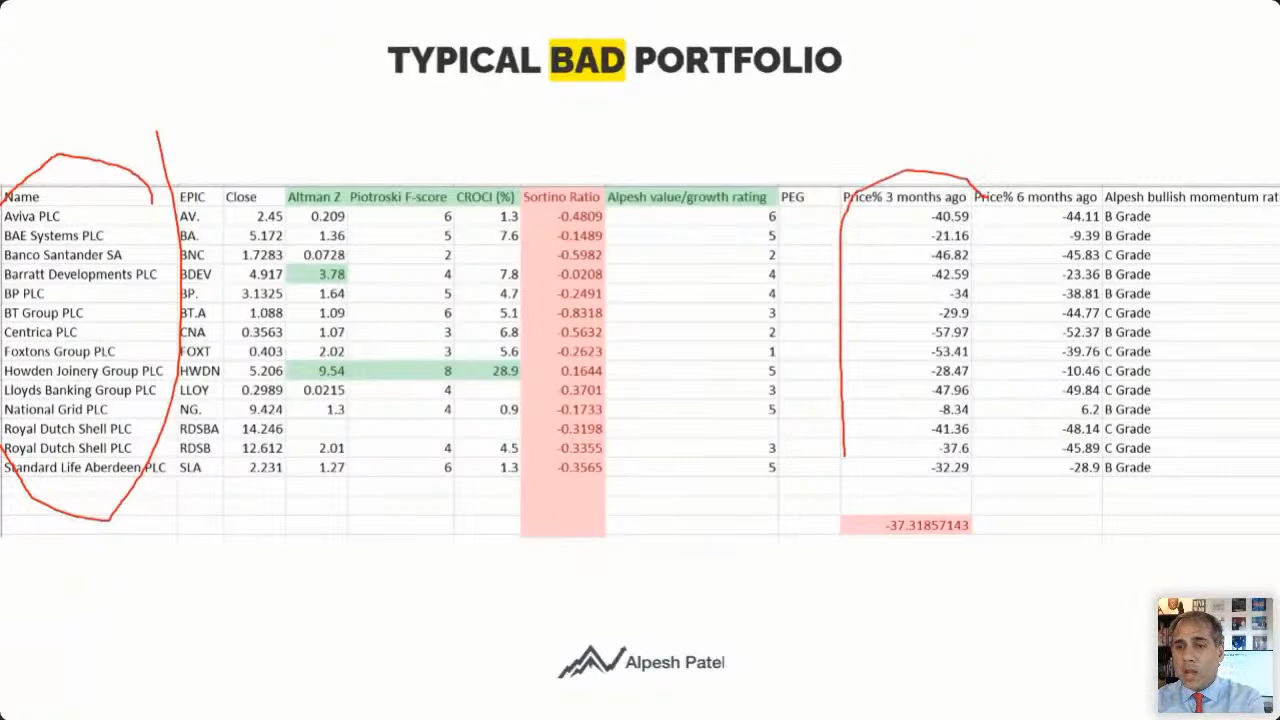 TYPICAL BAD PORTFOLIO
Name EPIC Close Altman Z Piotroski F-score CROCI (%) Sortino Ratio Alpesh value/growth rating PEG Price% 3 months ago Price% 6 months ago Alpesh bullish momentum rat
Aviva PLC AV. 2.45 0.209 6 1.3 -0.4809 6 -40.59 -44.11 B Grade
BAE Systems PLC BA. 5.172 1.36 5 7.6 -0.1489 5 -21.16 -9.39 B Grade
Banco Santander SA BNC 1.7283 0.0728 2 -0.5982 2 -46.82 -45.83 C Grade
Barratt Developments PLC BDEV 4.917 3.78 4 7.8 -0.0208 4 -42.59 -23.36 B Grade
BP PLC BP. 3.1325 1.64 5 4.7 -0.2491 4 -34 -38.81 B Grade
BT Group PLC BT.A 1.088 1.09 6 5.1 -0.8318 3 -29.9 -44.77 C Grade
Centrica PLC CNA 0.3563 1.07 3 6.8 -0.5632 2 -57.97 -52.37 B Grade
Foxtons Group PLC FOXT 0.403 2.02 3 5.6 -0.2623 1 -53.41 -39.76 C Grade
Howden Joinery Group PLC HWDN 5.206 9.54 8 28.9 0.1644 5 -28.47 -10.46 C Grade
Lloyds Banking Group PLC LLOY 0.2989 0.0215 4 -0.3701 3 -47.96 -49.84 C Grade
National Grid PLC NG. 9.424 1.3 4 0.9 -0.1733 5 -8.34 6.2 B Grade
Royal Dutch Shell PLC RDSBA 14.246 -0.3198 -41.36 -48.14 C Grade
Royal Dutch Shell PLC RDSB 12.612 2.01 4 4.5 -0.3355 3 -37.6 -45.89 C Grade
Standard Life Aberdeen PLC SLA 2.231 1.27 6 1.3 -0.3565 5 -32.29 -28.9 B Grade
-37.31857143
Alpesh Patel